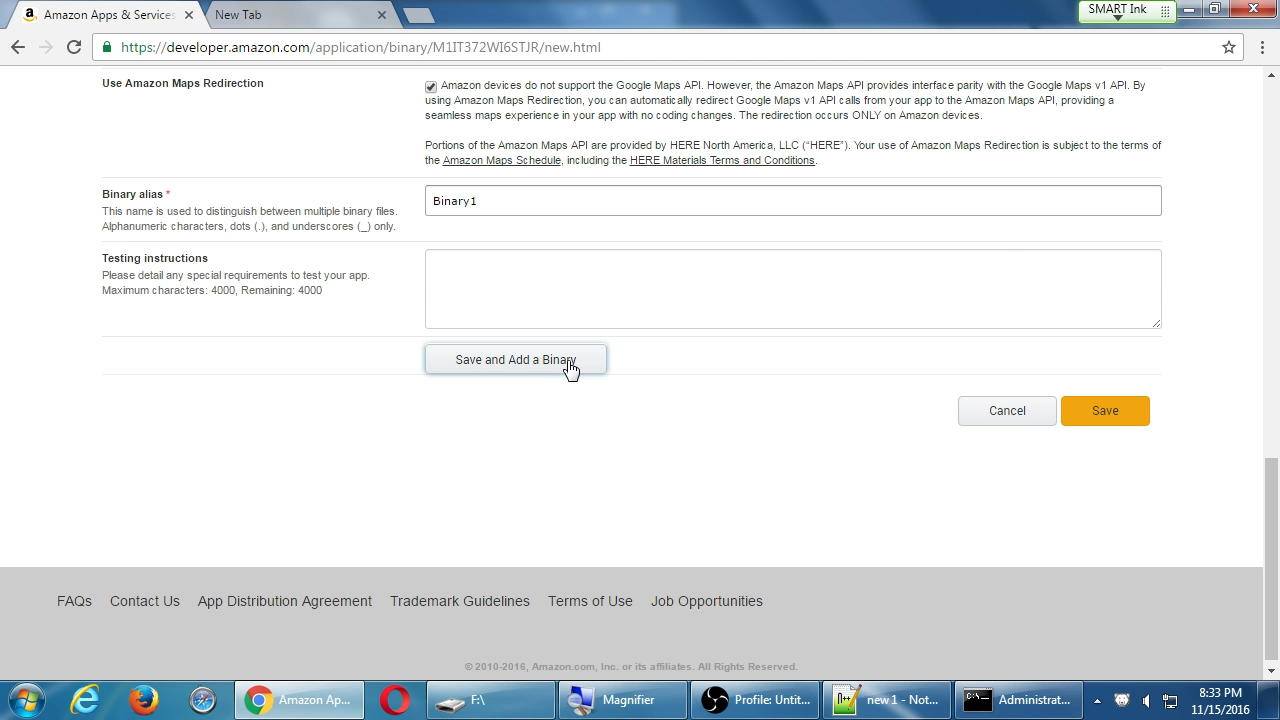 Amazon Apps & Services
New Tab
SMART Ink
https://developer.amazon.com/application/binary/M1IT372WI6STJR/new.html
Use Amazon Maps Redirection
Amazon devices do not support the Google Maps API. However, the Amazon Maps API provides interface parity with the Google Maps v1 API. By
using Amazon Maps Redirection, you can automatically redirect Google Maps v1 API calls from your app to the Amazon Maps API, providing a
seamless maps experience in your app with no coding changes. The redirection occurs ONLY on Amazon devices.
Portions of the Amazon Maps API are provided by HERE North America, LLC (“HERE”). Your use of Amazon Maps Redirection is subject to the terms of
the Amazon Maps Schedule, including the HERE Materials Terms and Conditions.
Binary alias *
This name is used to distinguish between multiple binary files.
Alphanumeric characters, dots (.), and underscores (_) only.
Binary1
Testing instructions
Please detail any special requirements to test your app.
Maximum characters: 4000, Remaining: 4000
Save and Add a Binary
Cancel
Save
FAQs
Contact Us
App Distribution Agreement
Trademark Guidelines
Terms of Use
Job Opportunities
© 2010-2016, Amazon.com, Inc. or its affiliates. All Rights Reserved.
Amazon Ap...
F:\
Magnifier
Profile: Untit...
new 1 - Not...
C:\.
Administrat...
8:33 PM
11/15/2016